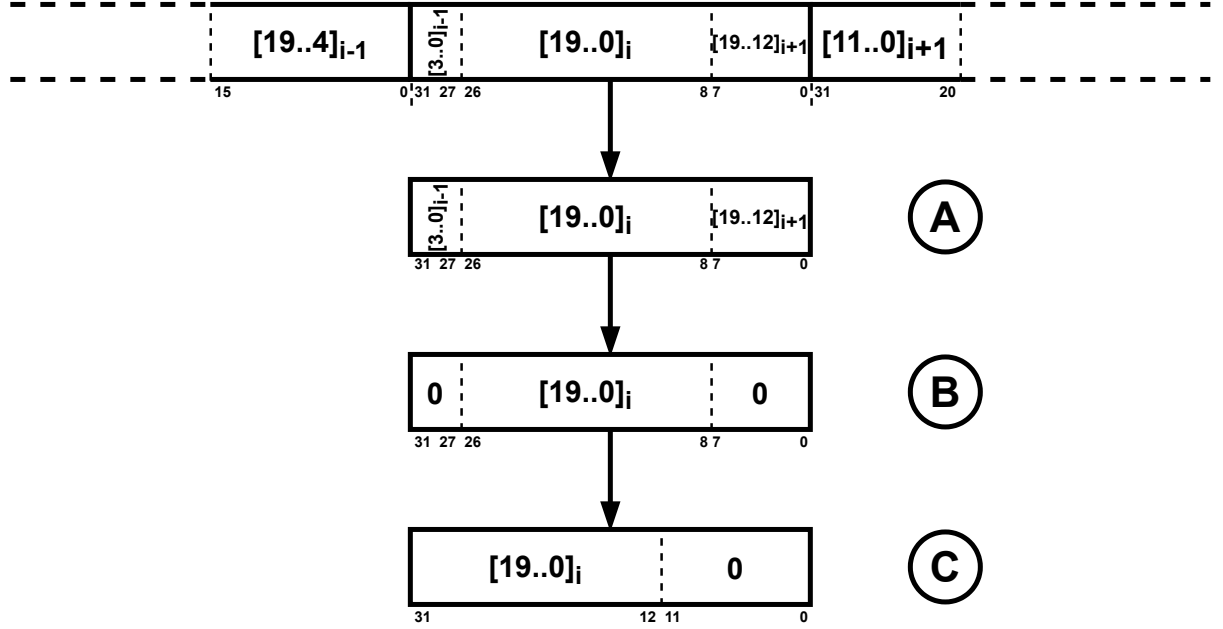 [19..4]i-1 [3..0]i-1 [19..0]i [19..12]i+1 [11..0]i+1
15 0 31 27 26 8 7 0 31 20
[3..0]i-1 [19..0]i [19..12]i+1 A
31 27 26 8 7 0
0 [19..0]i 0 B
31 27 26 8 7 0
[19..0]i 0 C
31 12 11 0